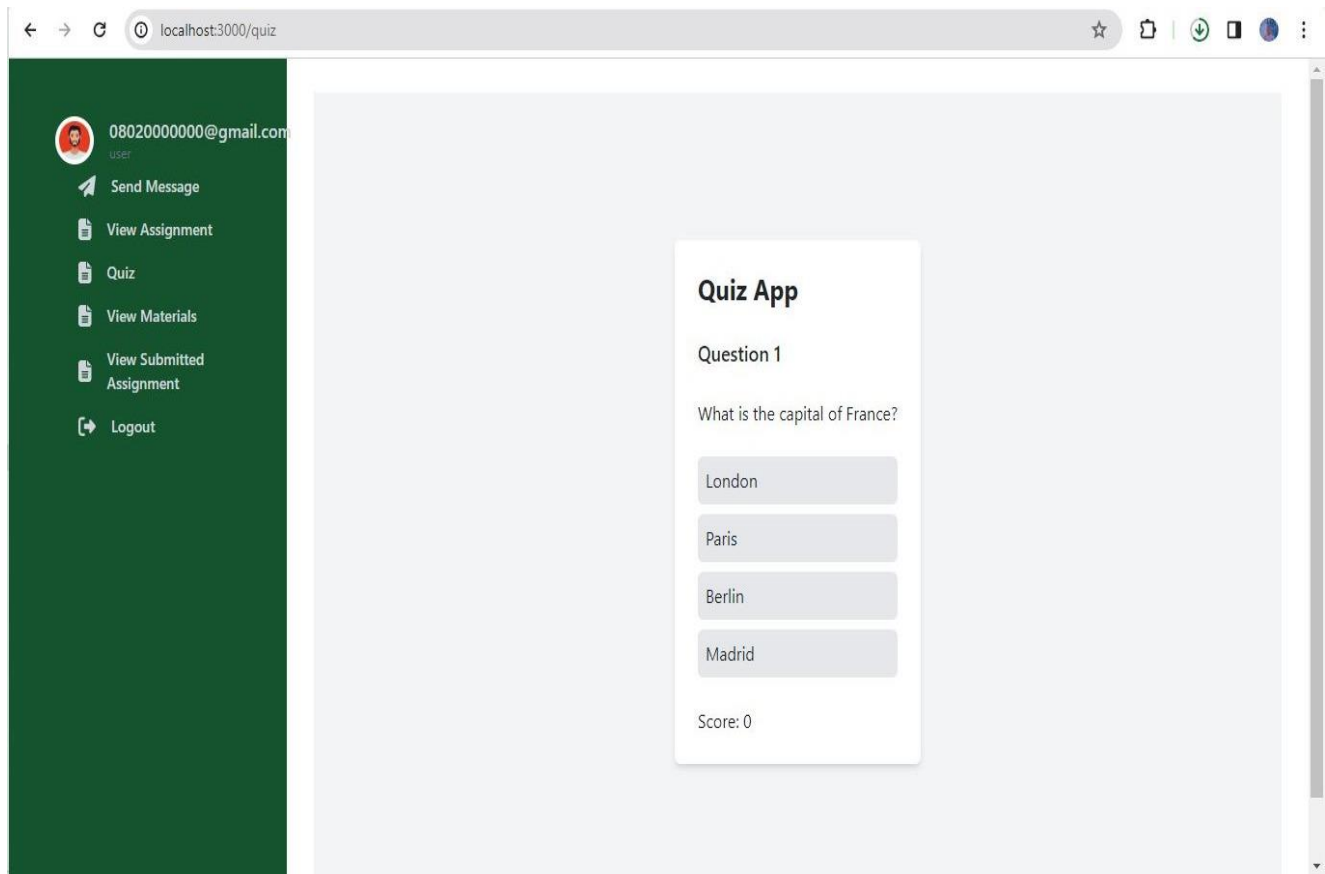 localhost:3000/quiz
08020000000@gmail.com
user
Send Message
View Assignment
Quiz
View Materials
View Submitted
Assignment
Logout
Quiz App
Question 1
What is the capital of France?
London
Paris
Berlin
Madrid
Score: 0